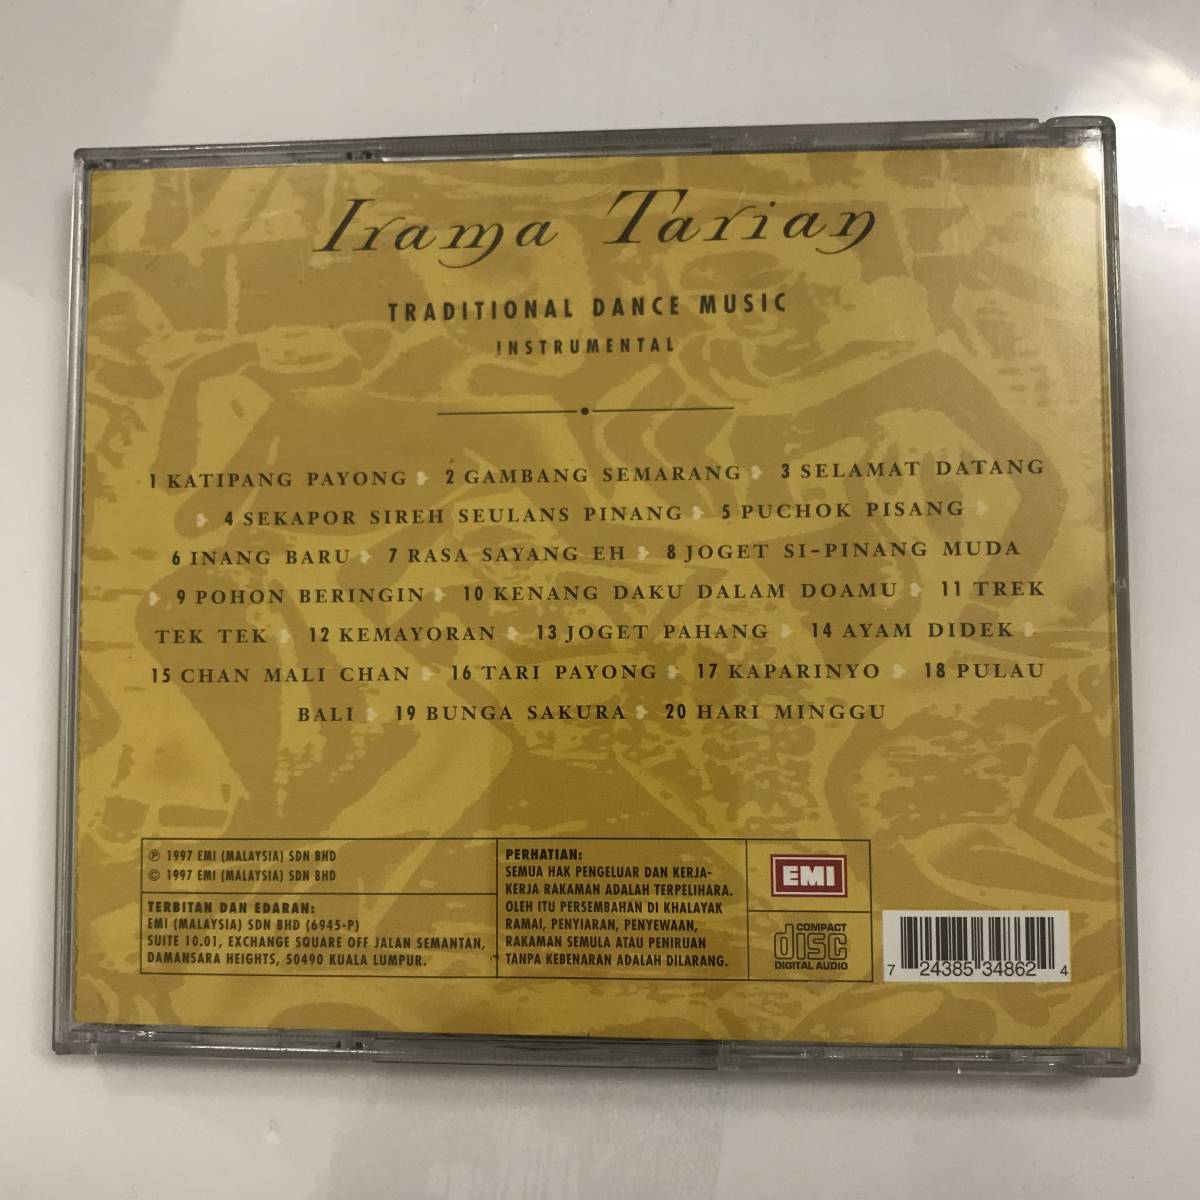 Irama Tarian
TRADITIONAL DANCE MUSIC
INSTRUMENTAL
1 KATIPANG PAYONG 2 GAMBANG SEMARANG 3 SELAMAT DATANG
4 SEKAPOR SIREH SEULANS PINANG 5 PUCHOK PISANG
6 INANG BARU 7 RASA SAYANG EH 8 JOGET SI-PINANG MUDA
9 POHON BERINGIN 10 KENANG DAKU DALAM DOAMU 11 TREK
TEK TEK 12 KEMAYORAN 13 JOGET PAHANG 14 AYAM DIDEK
15 CHAN MALI CHAN 16 TARI PAYONG 17 KAPARINYO 18 PULAU
BALI 19 BUNGA SAKURA 20 HARI MINGGU
℗ 1997 EMI (MALAYSIA) SDN BHD
© 1997 EMI (MALAYSIA) SDN BHD
TERBITAN DAN EDARAN:
EMI (MALAYSIA) SDN BHD (6945-P)
SUITE 10.01, EXCHANGE SQUARE OFF JALAN SEMANTAN,
DAMANSARA HEIGHTS, 50490 KUALA LUMPUR.
PERHATIAN:
SEMUA HAK PENGELUAR DAN KERJA-
KERJA RAKAMAN ADALAH TERPELIHARA.
OLEH ITU PERSEMBAHAN DI KHALAYAK
RAMAI, PENYIARAN, PENYEWAAN,
RAKAMAN SEMULA ATAU PENIRUAN
TANPA KEBENARAN ADALAH DILARANG.
EMI
COMPACT
disc
DIGITAL AUDIO
7 24385 34862 4